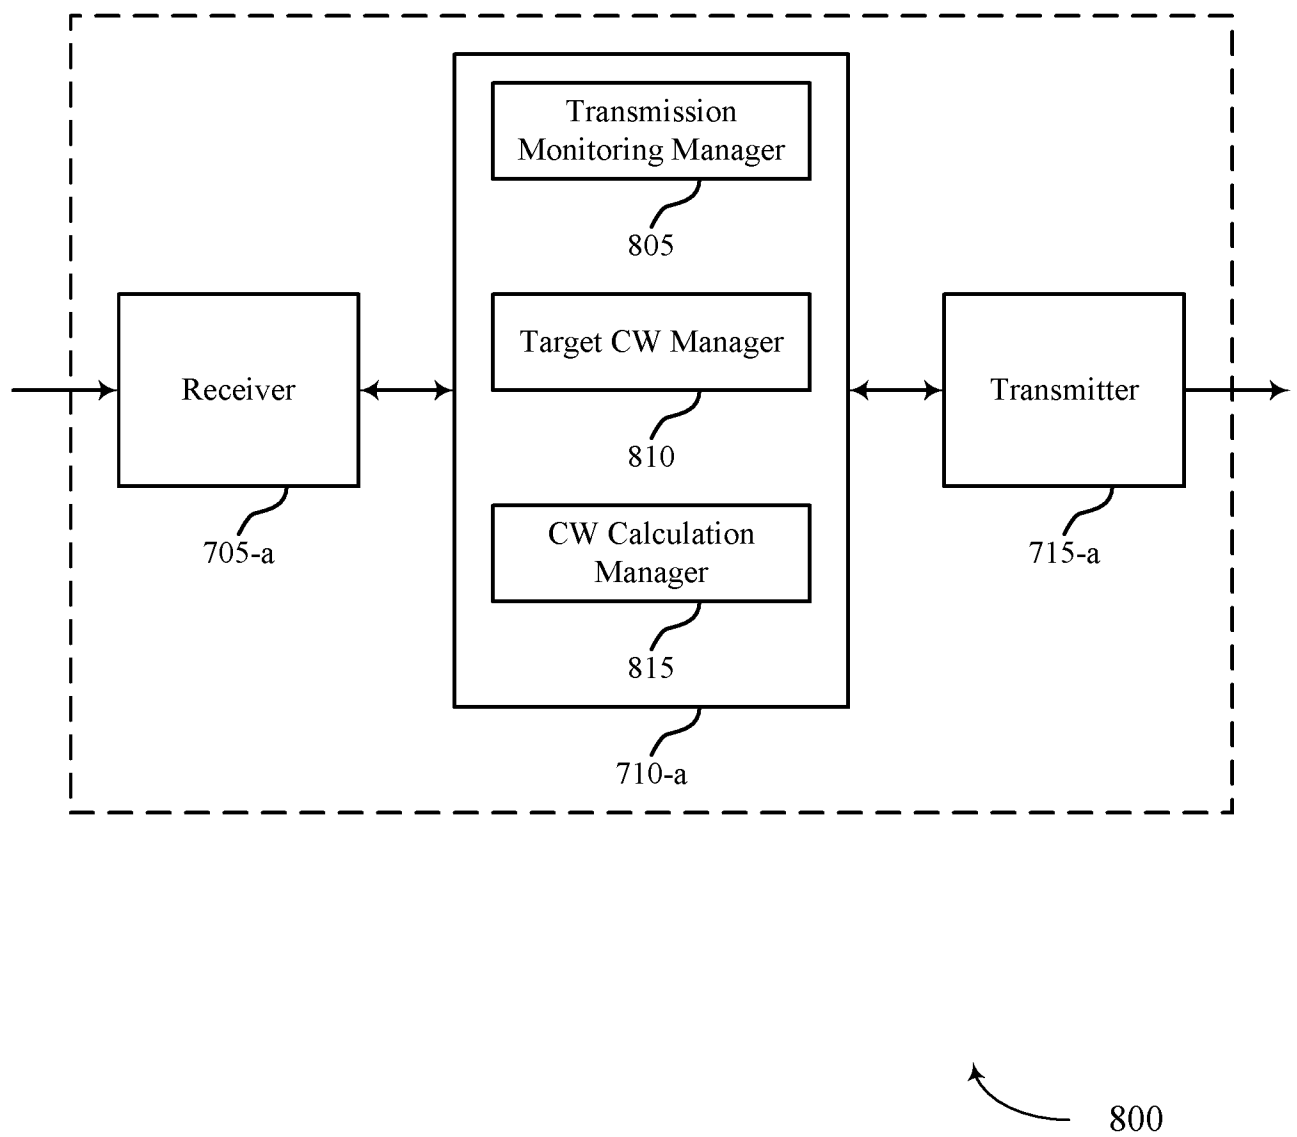 Transmission
Monitoring Manager
805
Receiver
705-a
Target CW Manager
810
CW Calculation
Manager
815
710-a
Transmitter
715-a
800